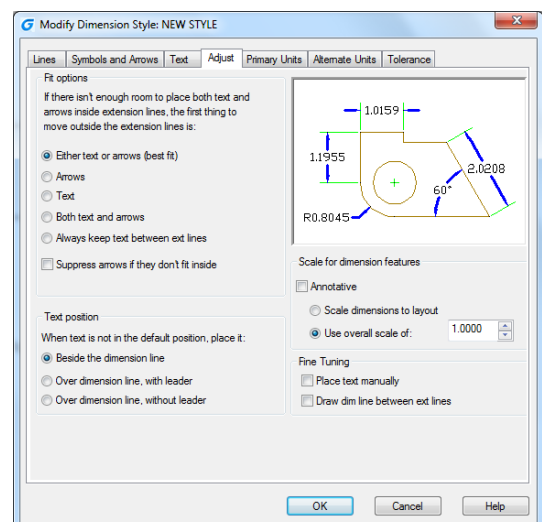 Modify Dimension Style: NEW STYLE
Lines Symbols and Arrows Text Adjust Primary Units Alternate Units Tolerance
Fit options
If there isn't enough room to place both text and
arrows inside extension lines, the first thing to
move outside the extension lines is:
Either text or arrows (best fit)
Arrows
Text
Both text and arrows
Always keep text between ext lines
Suppress arrows if they don't fit inside
Text position
When text is not in the default position, place it:
Beside the dimension line
Over dimension line, with leader
Over dimension line, without leader
1.0159
1.1955
2.0208
60°
R0.8045
Scale for dimension features
Annotative
Scale dimensions to layout
Use overall scale of: 1.0000
Fine Tuning
Place text manually
Draw dim line between ext lines
OK Cancel Help